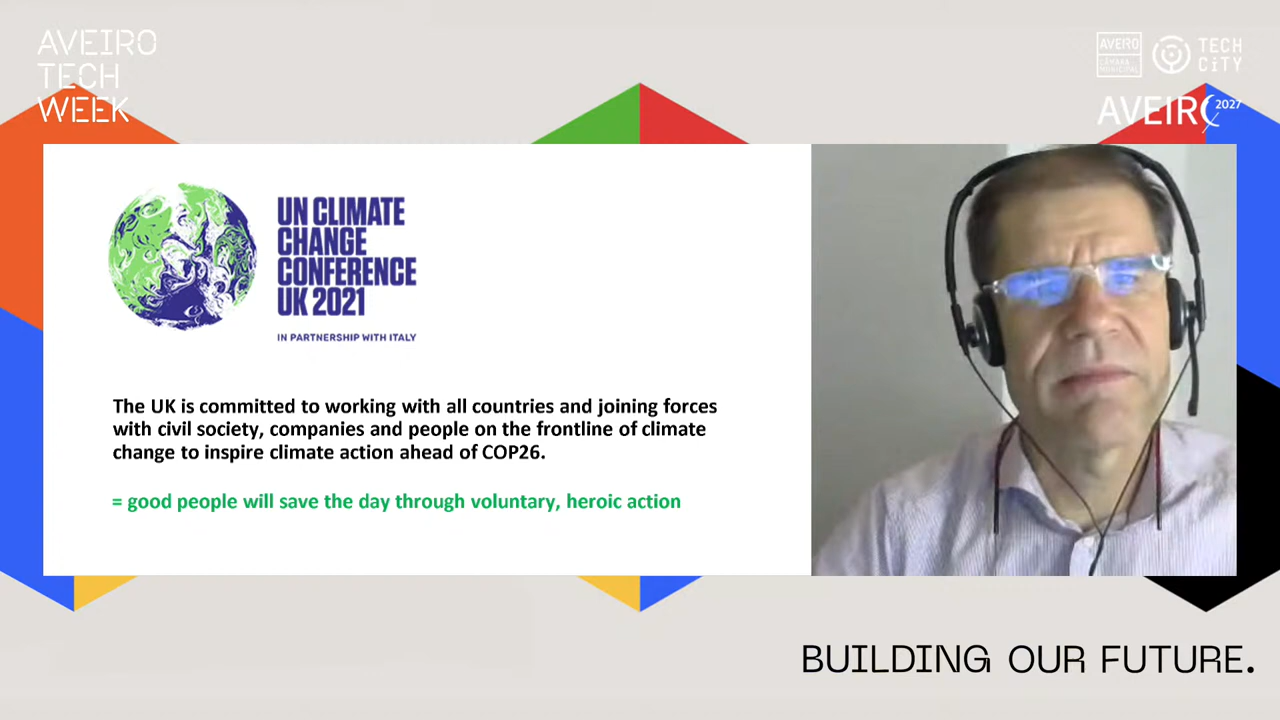 AVEIRO
TECH
WEEK
AVEIRO
CÂMARA
MUNICIPAL
TECH
CITY
AVEIRO 2027
UN CLIMATE
CHANGE
CONFERENCE
UK 2021
IN PARTNERSHIP WITH ITALY
The UK is committed to working with all countries and joining forces
with civil society, companies and people on the frontline of climate
change to inspire climate action ahead of COP26.
= good people will save the day through voluntary, heroic action
BUILDING OUR FUTURE.